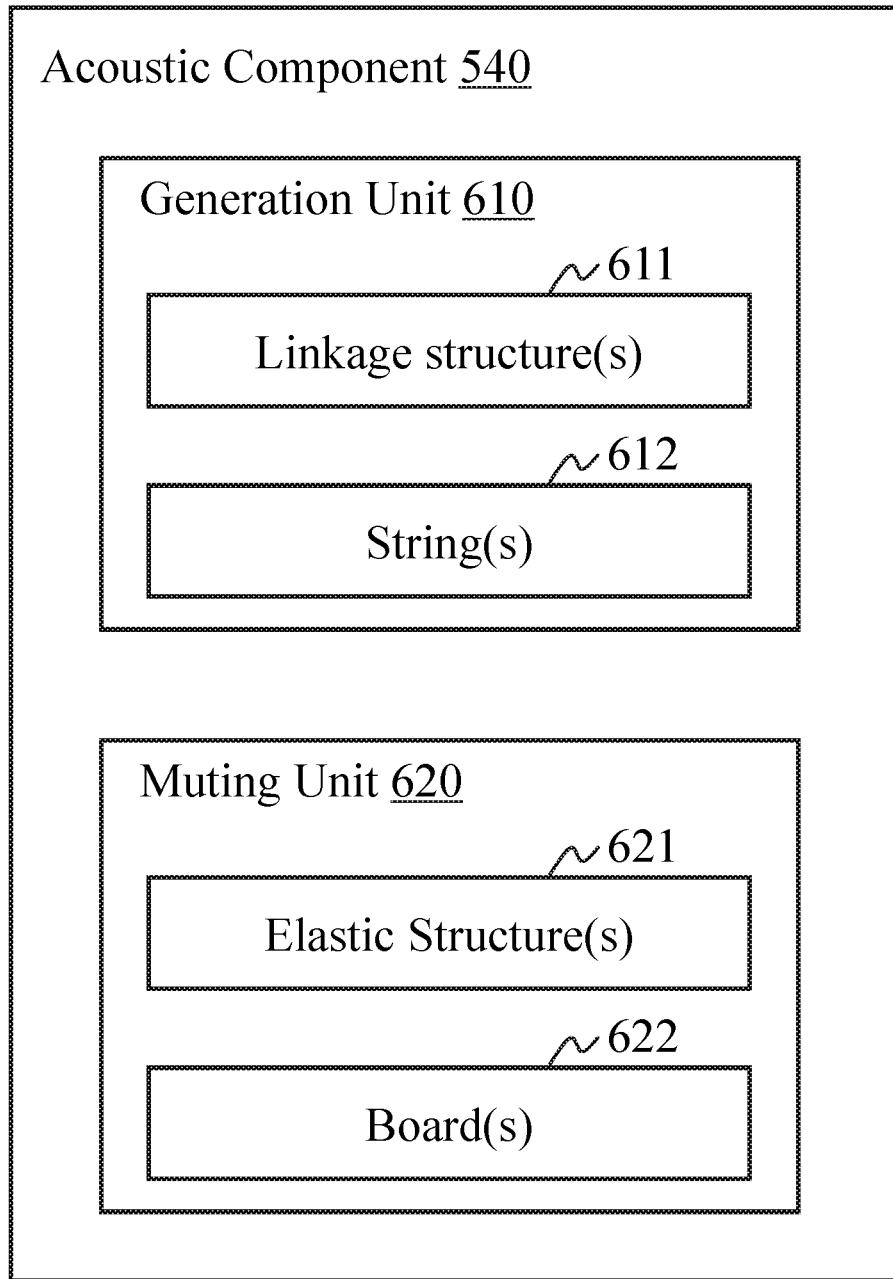 Acoustic Component 540
Generation Unit 610
611
Linkage structure(s)
612
String(s)
Muting Unit 620
621
Elastic Structure(s)
622
Board(s)